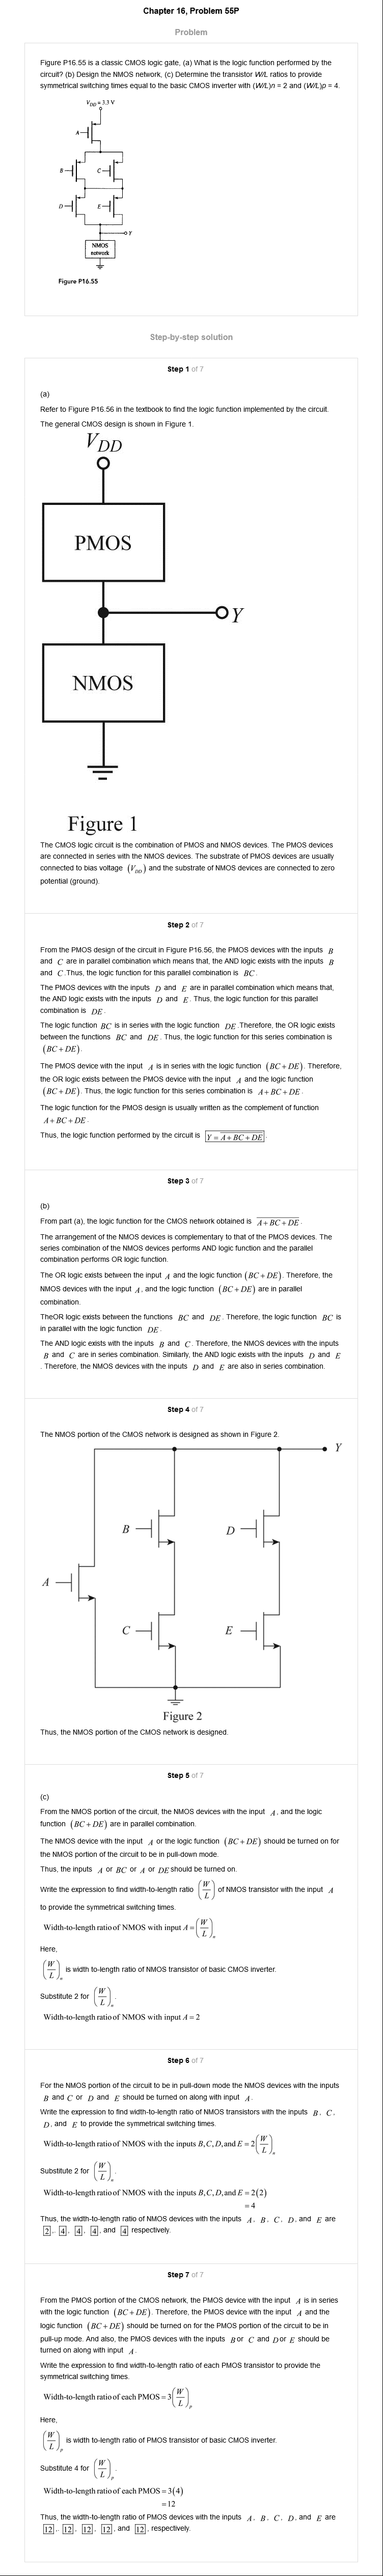 Chapter 16, Problem 55P
Problem
Figure P16.55 is a classic CMOS logic gate, (a) What is the logic function performed by the
circuit? (b) Design the NMOS network, (c) Determine the transistor W/L ratios to provide
symmetrical switching times equal to the basic CMOS inverter with (W/L)n = 2 and (W/L)p = 4.
V_DD = 3.3 V
A
B
C
D
E
Y
NMOS
network
Figure P16.55
Step-by-step solution
Step 1 of 7
(a)
Refer to Figure P16.56 in the textbook to find the logic function implemented by the circuit.
The general CMOS design is shown in Figure 1.
V_DD
PMOS
Y
NMOS
Figure 1
The CMOS logic circuit is the combination of PMOS and NMOS devices. The PMOS devices
are connected in series with the NMOS devices. The substrate of PMOS devices are usually
connected to bias voltage (V_DD) and the substrate of NMOS devices are connected to zero
potential (ground).
Step 2 of 7
From the PMOS design of the circuit in Figure P16.56, the PMOS devices with the inputs B
and C are in parallel combination which means that, the AND logic exists with the inputs B
and C .Thus, the logic function for this parallel combination is BC.
The PMOS devices with the inputs D and E are in parallel combination which means that,
the AND logic exists with the inputs D and E. Thus, the logic function for this parallel
combination is DE.
The logic function BC is in series with the logic function DE .Therefore, the OR logic exists
between the functions BC and DE. Thus, the logic function for this series combination is
(BC + DE).
The PMOS device with the input A is in series with the logic function (BC + DE). Therefore,
the OR logic exists between the PMOS device with the input A and the logic function
(BC + DE). Thus, the logic function for this series combination is A + BC + DE.
The logic function for the PMOS design is usually written as the complement of function
A + BC + DE.
Thus, the logic function performed by the circuit is Y = \overline{A + BC + DE}.
Step 3 of 7
(b)
From part (a), the logic function for the CMOS network obtained is \overline{A + BC + DE}.
The arrangement of the NMOS devices is complementary to that of the PMOS devices. The
series combination of the NMOS devices performs AND logic function and the parallel
combination performs OR logic function.
The OR logic exists between the input A and the logic function (BC + DE). Therefore, the
NMOS devices with the input A, and the logic function (BC + DE) are in parallel
combination.
TheOR logic exists between the functions BC and DE. Therefore, the logic function BC is
in parallel with the logic function DE.
The AND logic exists with the inputs B and C. Therefore, the NMOS devices with the inputs
B and C are in series combination. Similarly, the AND logic exists with the inputs D and E
. Therefore, the NMOS devices with the inputs D and E are also in series combination.
Step 4 of 7
The NMOS portion of the CMOS network is designed as shown in Figure 2.
Y
B
D
A
C
E
Figure 2
Thus, the NMOS portion of the CMOS network is designed.
Step 5 of 7
(c)
From the NMOS portion of the circuit, the NMOS devices with the input A, and the logic
function (BC + DE) are in parallel combination.
The NMOS device with the input A or the logic function (BC + DE) should be turned on for
the NMOS portion of the circuit to be in pull-down mode.
Thus, the inputs A or BC or A or DE should be turned on.
Write the expression to find width-to-length ratio (W/L) of NMOS transistor with the input A
to provide the symmetrical switching times.
Width-to-length ratio of NMOS with input A = (W/L)_n
Here,
(W/L)_n is width to-length ratio of NMOS transistor of basic CMOS inverter.
Substitute 2 for (W/L)_n.
Width-to-length ratio of NMOS with input A = 2
Step 6 of 7
For the NMOS portion of the circuit to be in pull-down mode the NMOS devices with the inputs
B and C or D and E should be turned on along with input A.
Write the expression to find width-to-length ratio of NMOS transistors with the inputs B, C,
D, and E to provide the symmetrical switching times.
Width-to-length ratio of NMOS with the inputs B, C, D, and E = 2(W/L)_n
Substitute 2 for (W/L)_n.
Width-to-length ratio of NMOS with the inputs B, C, D, and E = 2(2)
= 4
Thus, the width-to-length ratio of NMOS devices with the inputs A, B, C, D, and E are
2, 4, 4, 4, and 4 respectively.
Step 7 of 7
From the PMOS portion of the CMOS network, the PMOS device with the input A is in series
with the logic function (BC + DE). Therefore, the PMOS device with the input A and the
logic function (BC + DE) should be turned on for the PMOS portion of the circuit to be in
pull-up mode. And also, the PMOS devices with the inputs B or C and D or E should be
turned on along with input A.
Write the expression to find width-to-length ratio of each PMOS transistor to provide the
symmetrical switching times.
Width-to-length ratio of each PMOS = 3(W/L)_p
Here,
(W/L)_p is width to-length ratio of PMOS transistor of basic CMOS inverter.
Substitute 4 for (W/L)_p.
Width-to-length ratio of each PMOS = 3(4)
= 12
Thus, the width-to-length ratio of PMOS devices with the inputs A, B, C, D, and E are
12, 12, 12, 12, and 12, respectively.